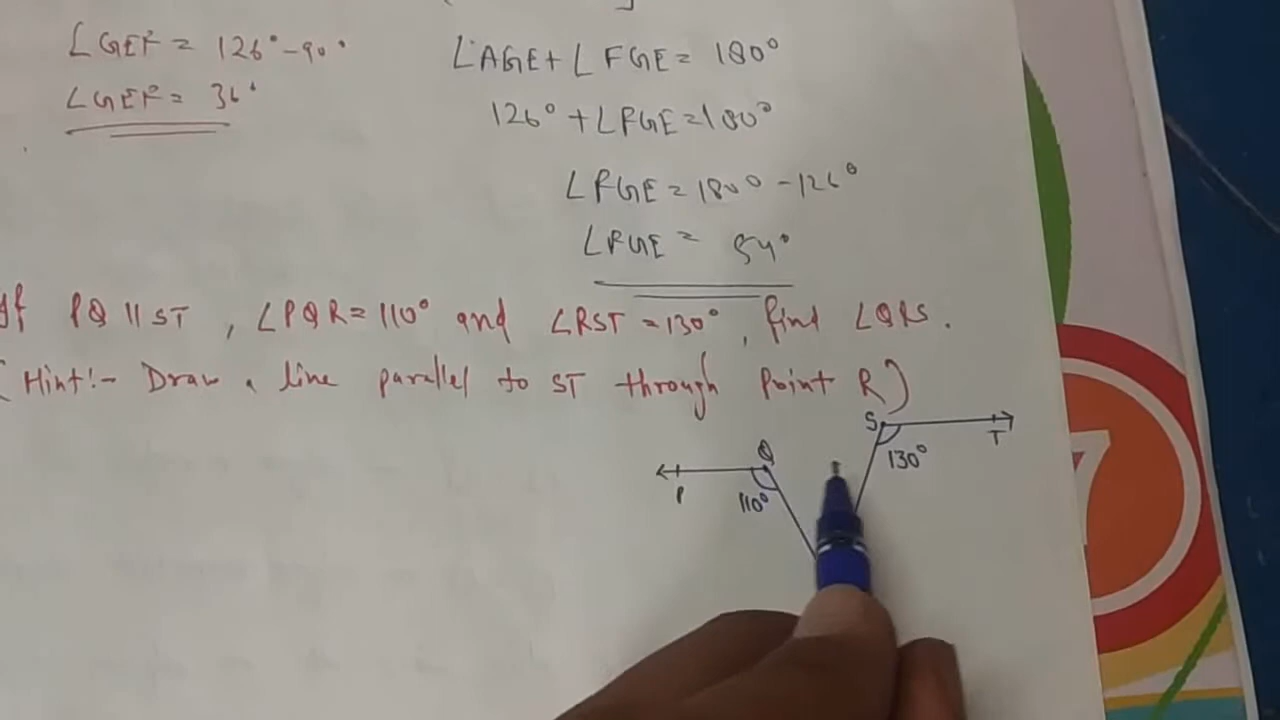 ∠GEF = 126° - 90°
∠GEF = 36°
∠AGE + ∠FGE = 180°
126° + ∠FGE = 180°
∠FGE = 180° - 126°
∠FGE = 54°
If PQ || ST , ∠PQR = 110° and ∠RST = 130° , find ∠QRS .
( Hint:- Draw a line parallel to ST through Point R )
S
T
130°
Q
P
110°
7